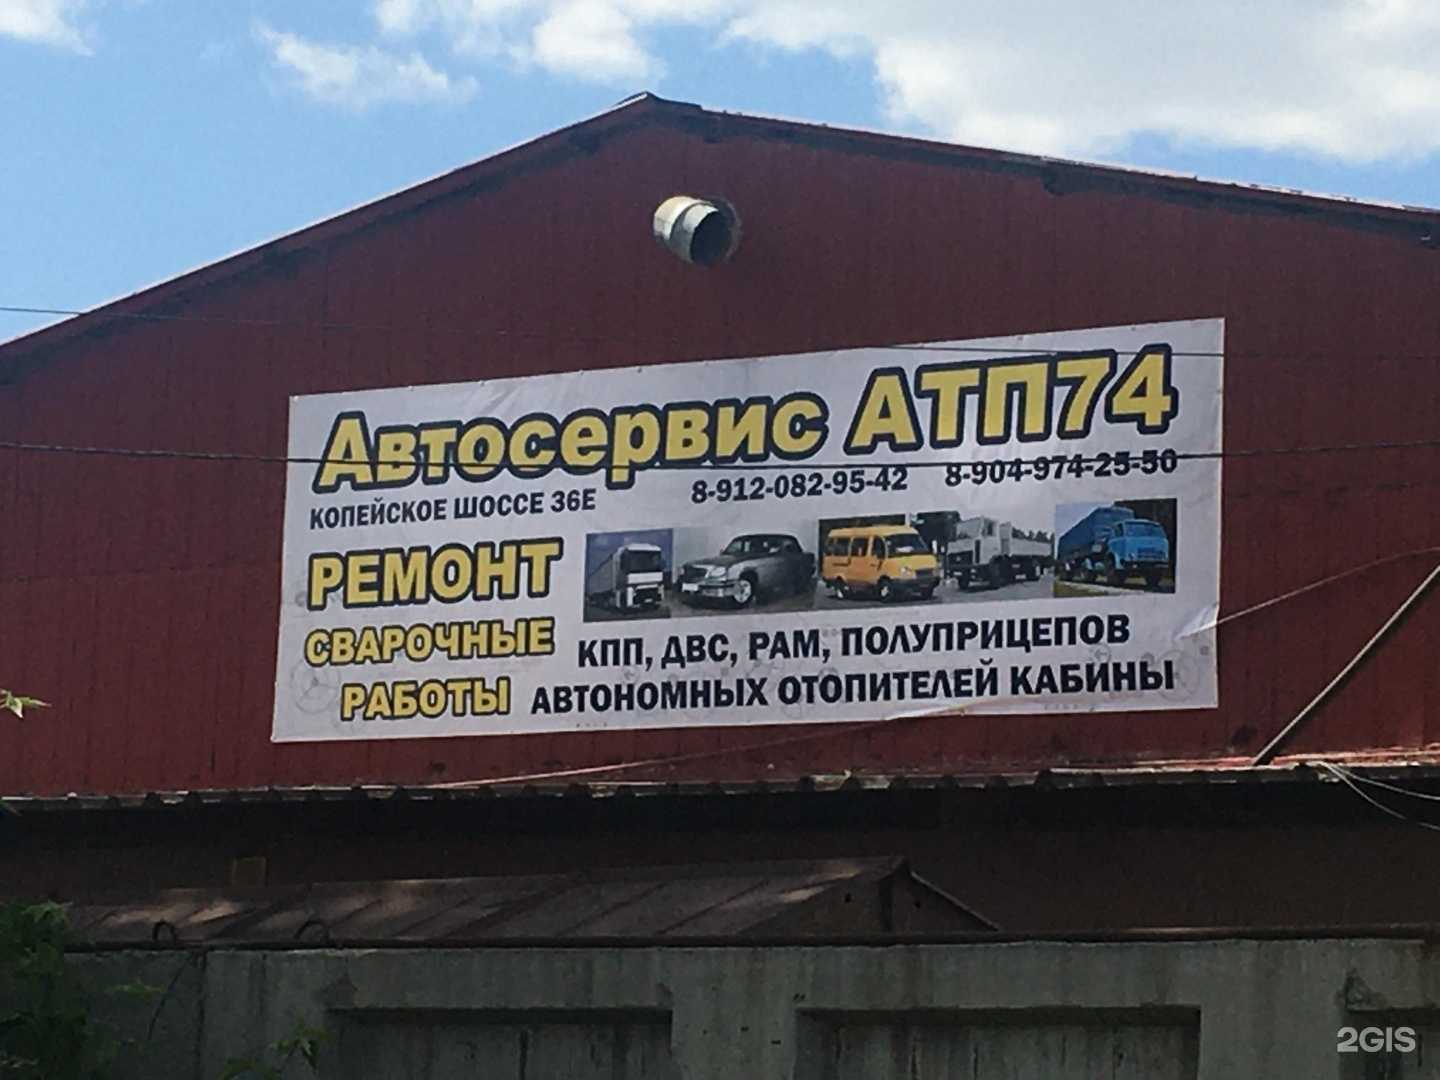 Автосервис АТП74
КОПЕЙСКОЕ ШОССЕ 36Е
8-912-082-95-42 8-904-974-25-50
РЕМОНТ
СВАРОЧНЫЕ
РАБОТЫ
КПП, ДВС, РАМ, ПОЛУПРИЦЕПОВ
АВТОНОМНЫХ ОТОПИТЕЛЕЙ КАБИНЫ
2GIS